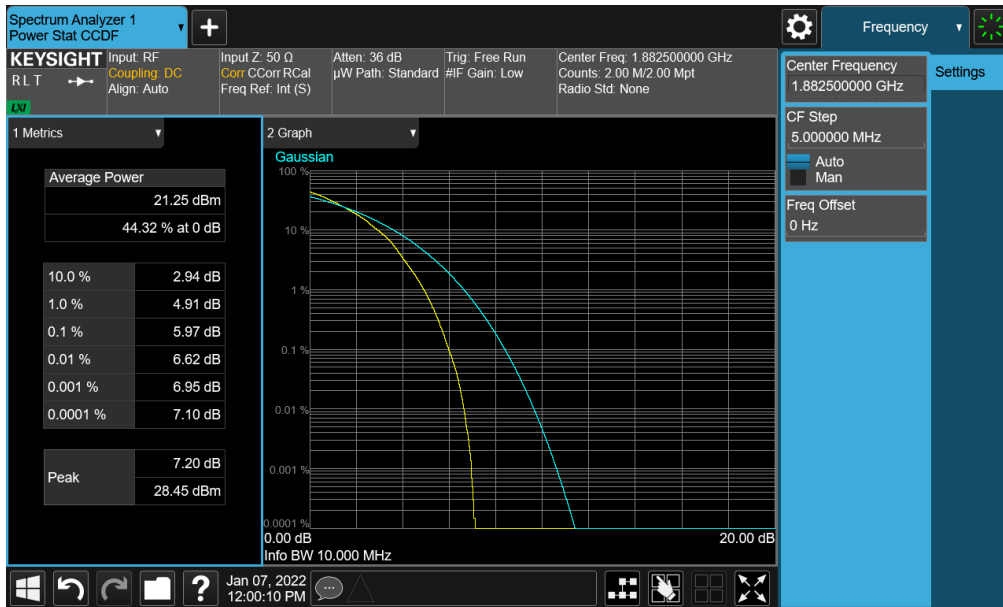 Spectrum Analyzer 1
Power Stat CCDF
Frequency
KEYSIGHT
R L T
LXI
Input: RF
Coupling: DC
Align: Auto
Input Z: 50 Ω
Corr CCorr RCal
Freq Ref: Int (S)
Atten: 36 dB
µW Path: Standard
Trig: Free Run
#IF Gain: Low
Center Freq: 1.882500000 GHz
Counts: 2.00 M/2.00 Mpt
Radio Std: None
Center Frequency
1.882500000 GHz
Settings
CF Step
5.000000 MHz
Auto
Man
Freq Offset
0 Hz
1 Metrics
Average Power
21.25 dBm
44.32 % at 0 dB
10.0 % 2.94 dB
1.0 % 4.91 dB
0.1 % 5.97 dB
0.01 % 6.62 dB
0.001 % 6.95 dB
0.0001 % 7.10 dB
Peak
7.20 dB
28.45 dBm
2 Graph
Gaussian
100 %
10 %
1 %
0.1 %
0.01 %
0.001 %
0.0001 %
0.00 dB 20.00 dB
Info BW 10.000 MHz
?
Jan 07, 2022
12:00:10 PM